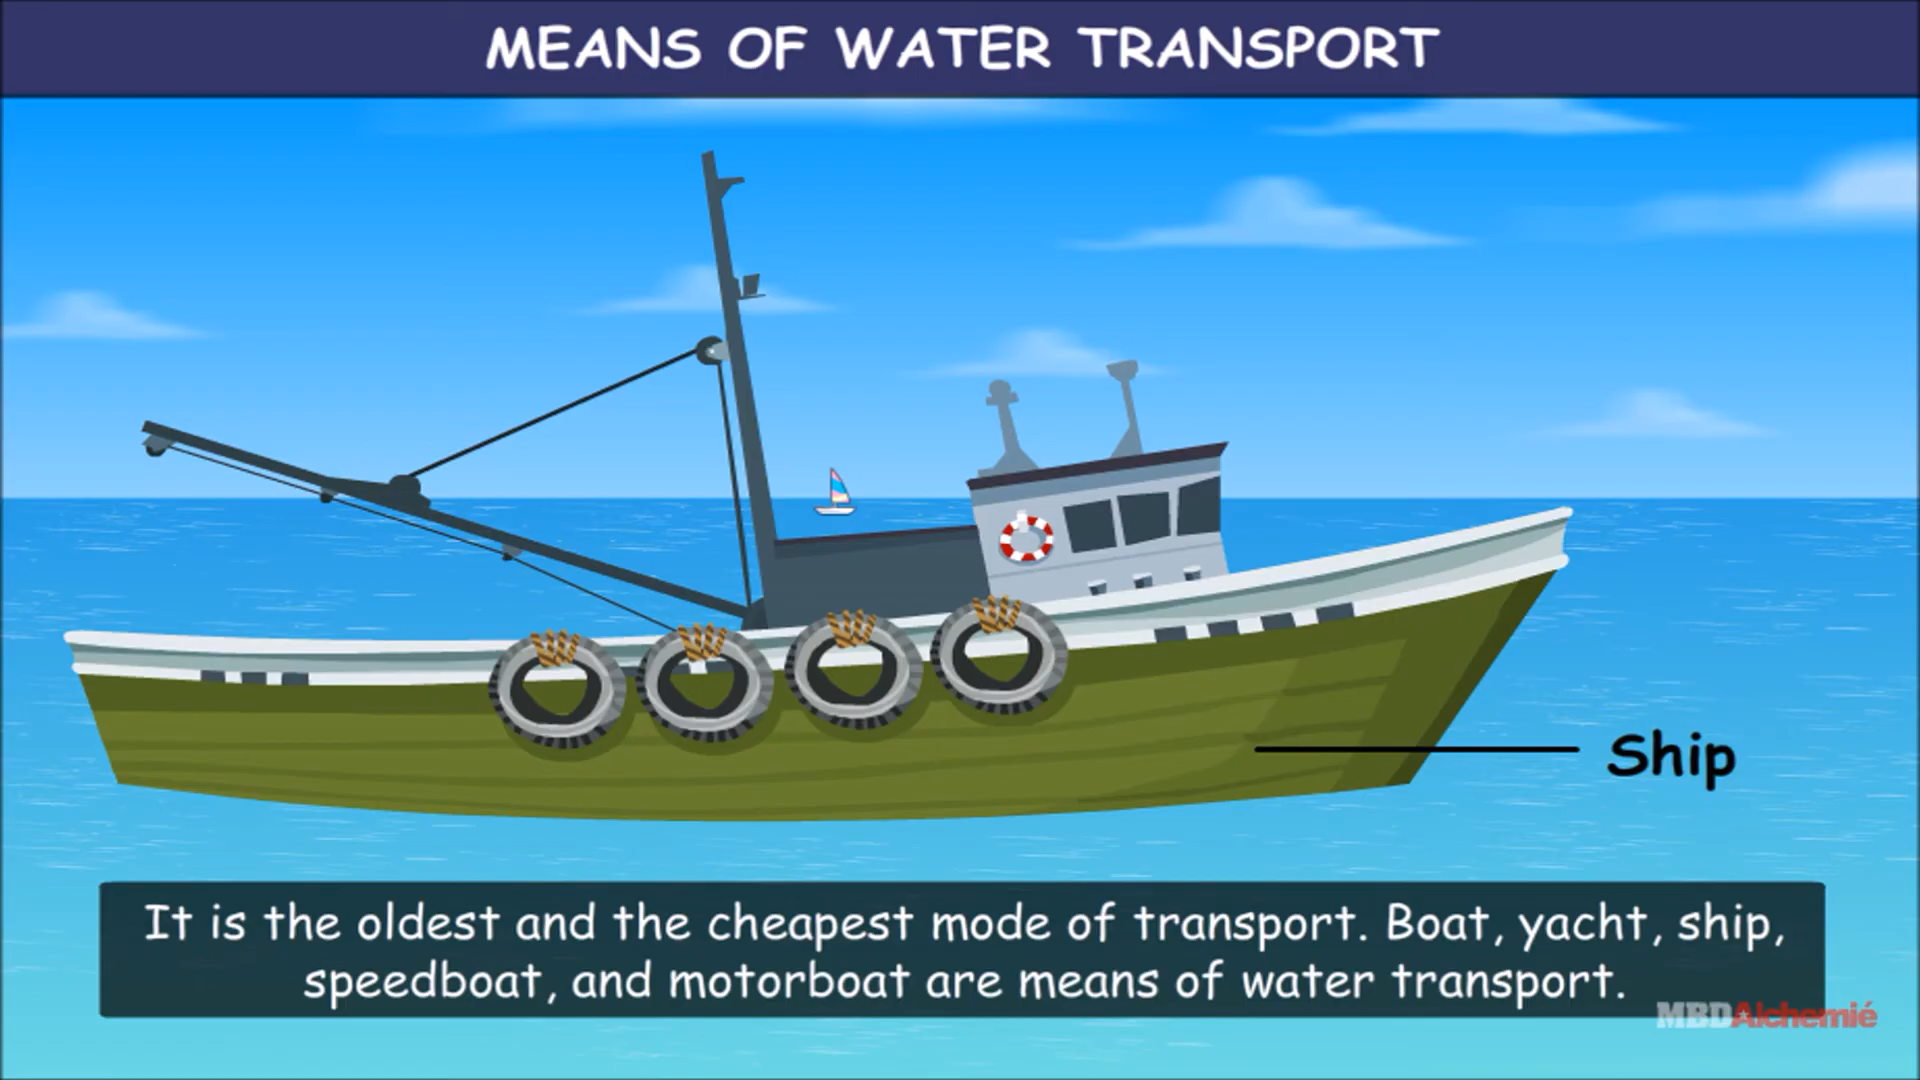 MEANS OF WATER TRANSPORT
Ship
It is the oldest and the cheapest mode of transport. Boat, yacht, ship,
speedboat, and motorboat are means of water transport.
MBDAlchemié